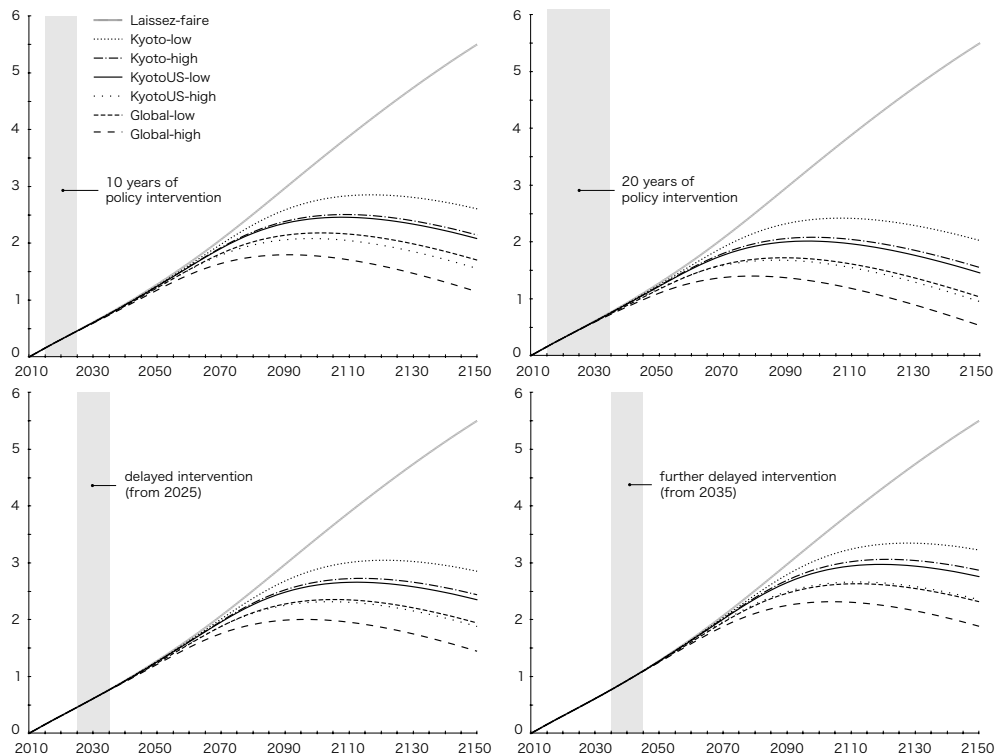 6
5
4
3
2
1
0
Laissez-faire
Kyoto-low
Kyoto-high
KyotoUS-low
KyotoUS-high
Global-low
Global-high
10 years of
policy intervention
2010 2030 2050 2070 2090 2110 2130 2150
6
5
4
3
2
1
0
20 years of
policy intervention
2010 2030 2050 2070 2090 2110 2130 2150
6
5
4
3
2
1
0
delayed intervention
(from 2025)
2010 2030 2050 2070 2090 2110 2130 2150
6
5
4
3
2
1
0
further delayed intervention
(from 2035)
2010 2030 2050 2070 2090 2110 2130 2150